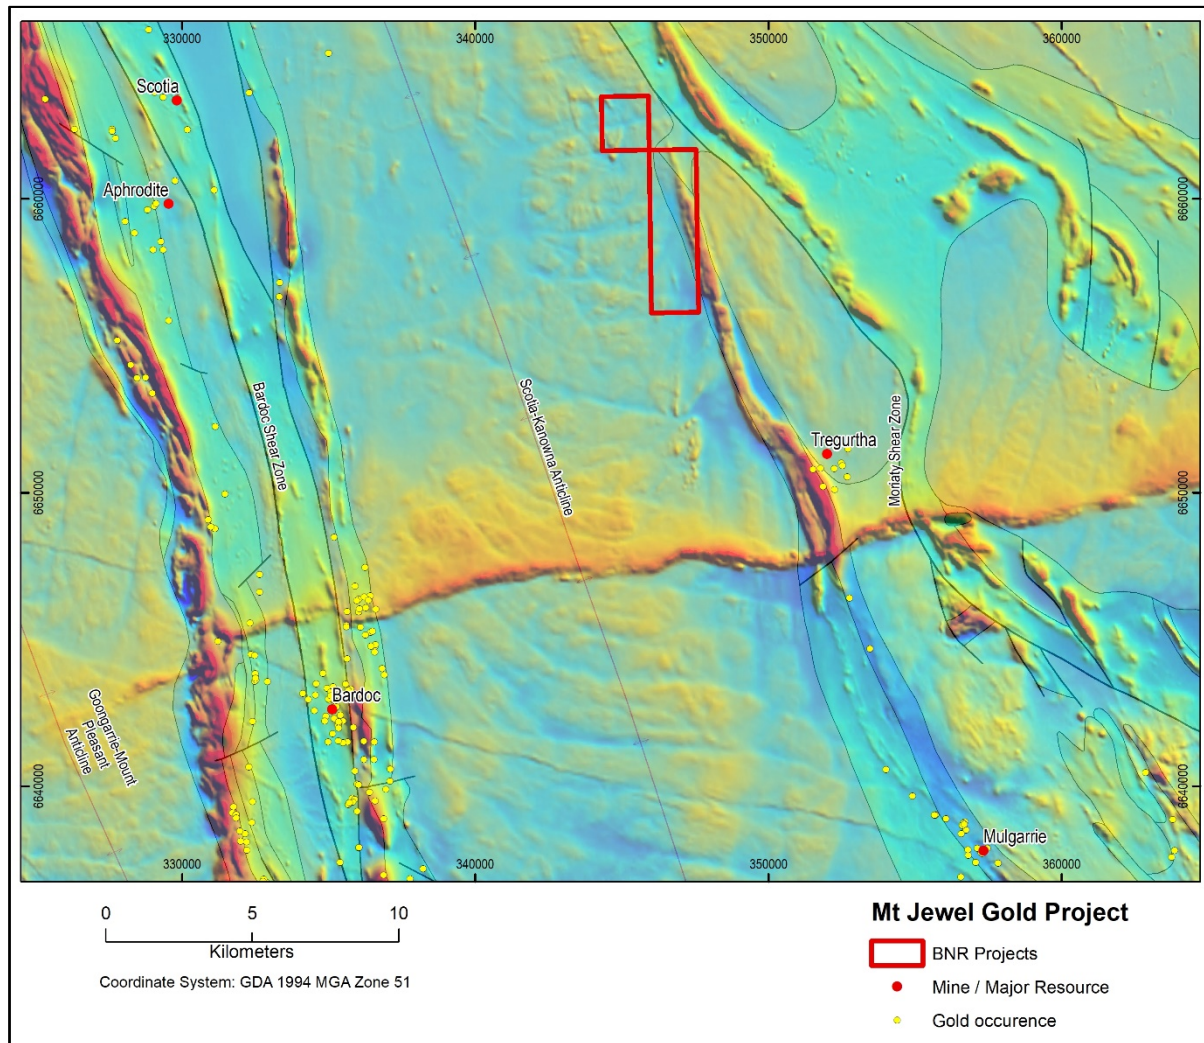 330000
340000
350000
360000
Scotia
6660000
Aphrodite
6660000
Bardoc Shear Zone
Scotia-Kanowna Anticline
Tregurtha
Moriaty Shear Zone
6650000
6650000
Goongarrie-Mount
Pleasant
Anticline
Bardoc
6640000
6640000
Mulgarrie
330000
340000
350000
360000
0 5 10
Kilometers
Coordinate System: GDA 1994 MGA Zone 51
Mt Jewel Gold Project
BNR Projects
Mine / Major Resource
Gold occurence